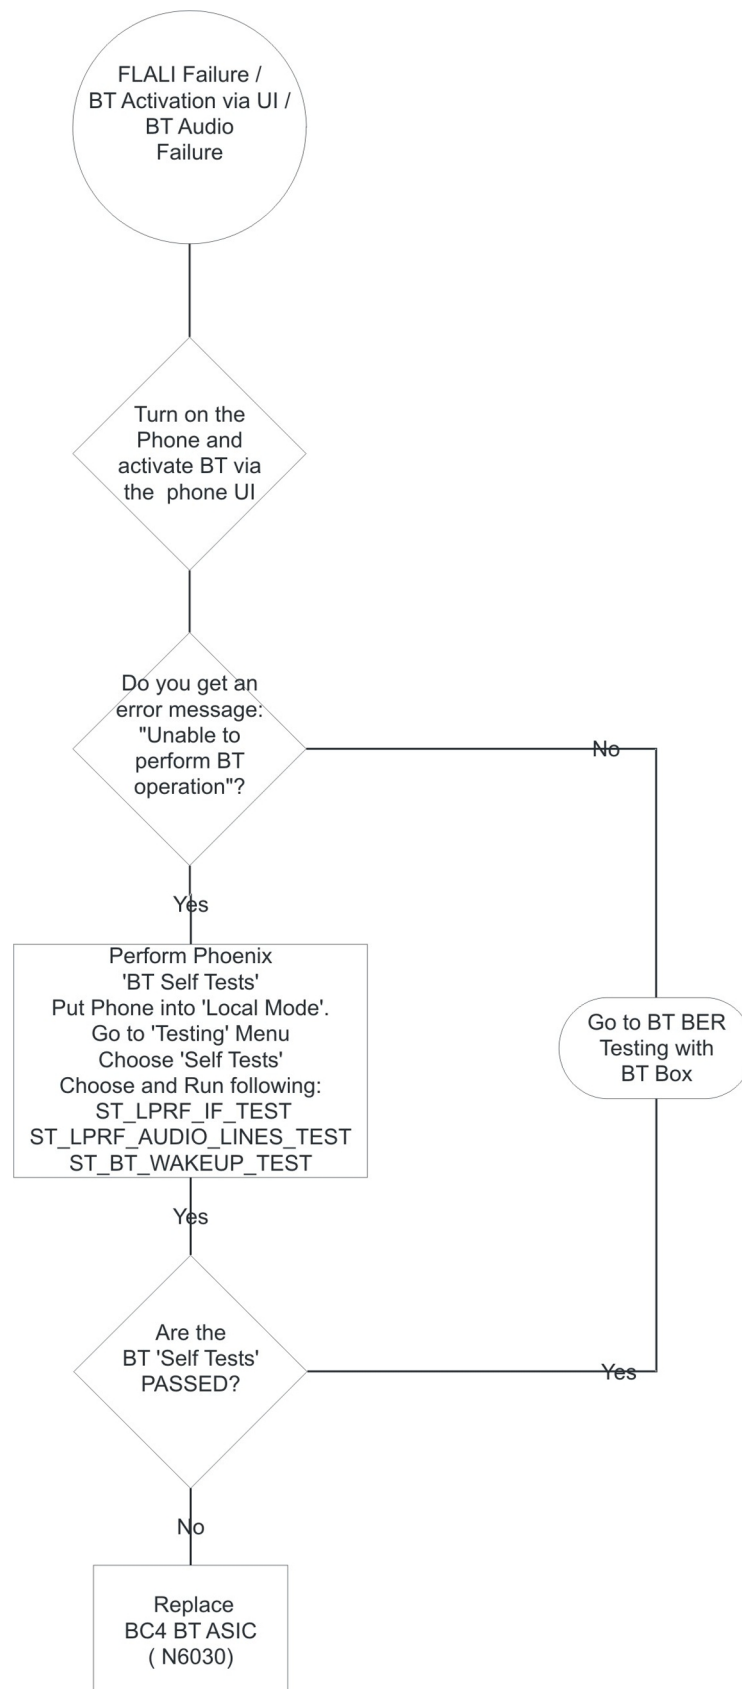 FLALI Failure /
BT Activation via UI /
BT Audio
Failure
Turn on the
Phone and
activate BT via
the  phone UI
Do you get an
error message:
"Unable to
perform BT
operation"?
No
Yes
Perform Phoenix
'BT Self Tests'
Put Phone into 'Local Mode'.
Go to 'Testing' Menu
Choose 'Self Tests'
Choose and Run following:
ST_LPRF_IF_TEST
ST_LPRF_AUDIO_LINES_TEST
ST_BT_WAKEUP_TEST
Go to BT BER
Testing with
BT Box
Yes
Are the
BT 'Self Tests'
PASSED?
Yes
No
Replace
BC4 BT ASIC
( N6030)